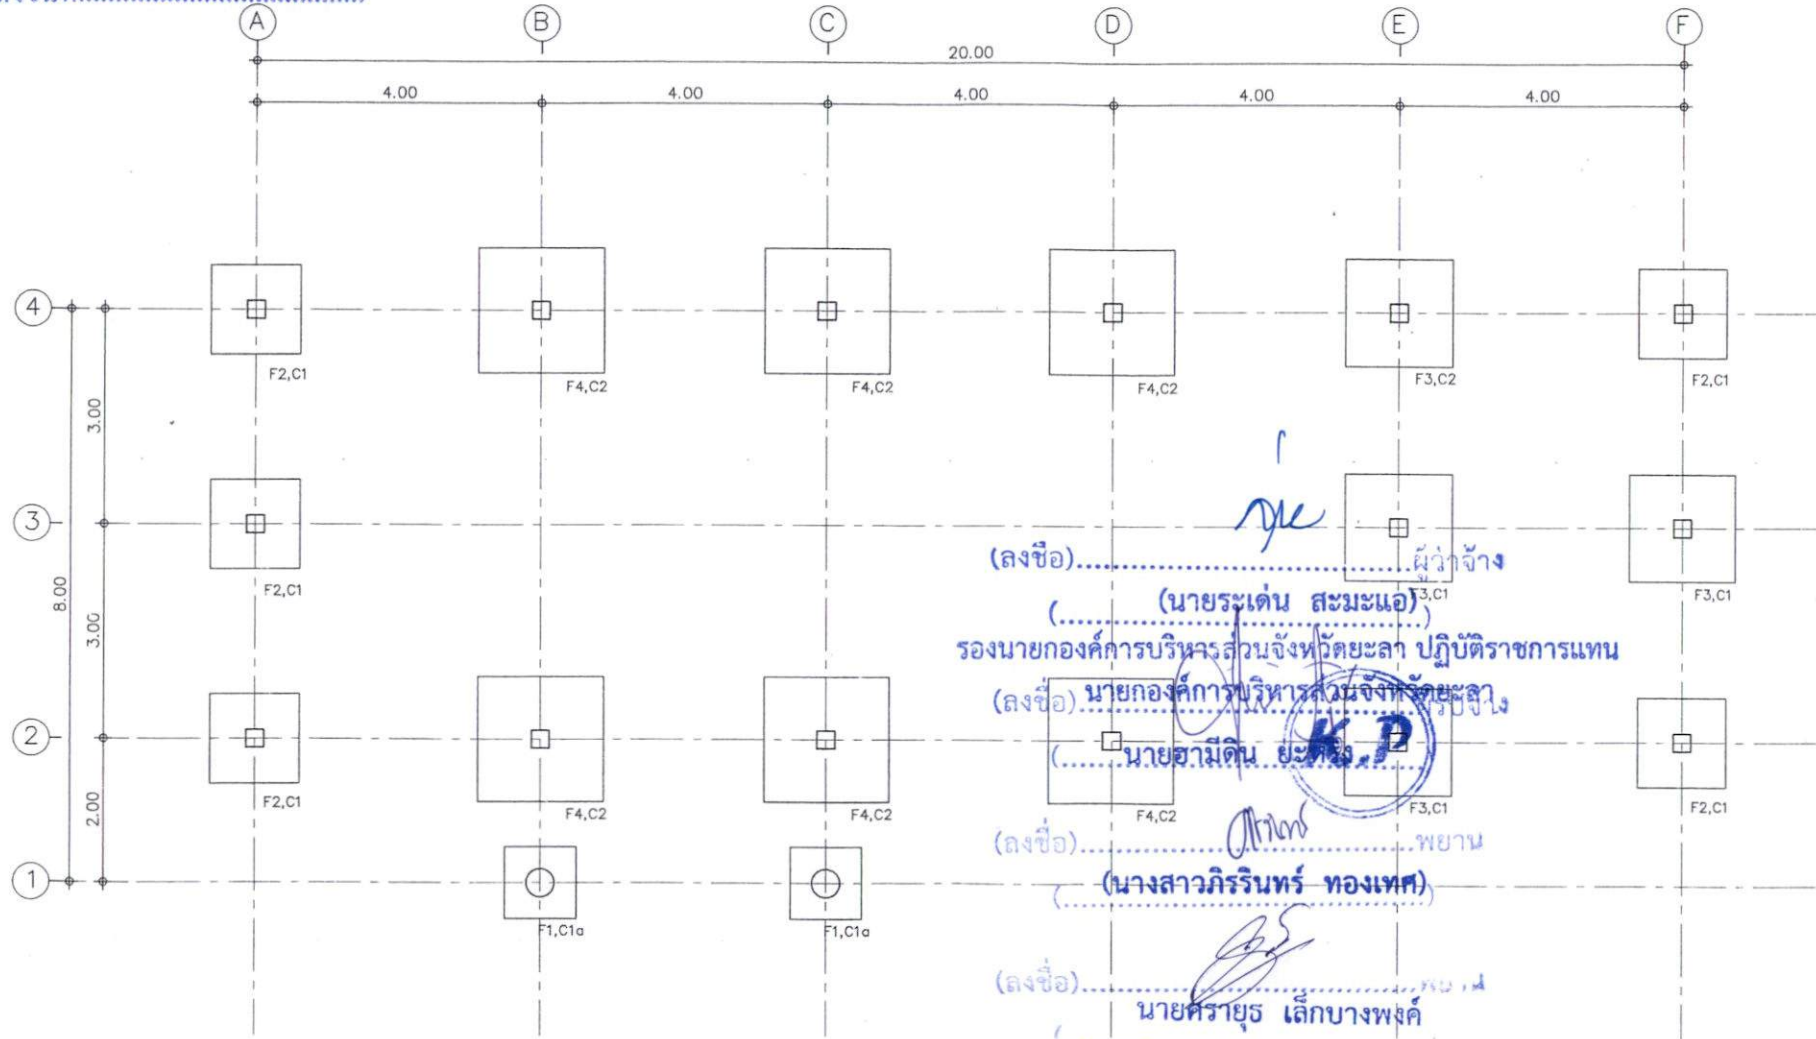 A B C D E F
20.00
4.00 4.00 4.00 4.00 4.00
4
F2,C1 F4,C2 F4,C2 F4,C2 F3,C2 F2,C1
3.00
3
(ลงชื่อ)..................ผู้ว่าจ้าง
F2,C1 F3,C1 F3,C1
8.00
(นายระเด่น สะมะแอ)
3.00
รองนายกองค์การบริหารส่วนจังหวัดยะลา ปฏิบัติราชการแทน
นายกองค์การบริหารส่วนจังหวัดยะลา
(ลงชื่อ)..................ผู้รับจ้าง
2
K.D
นายฮามีดิน
F2,C1 F4,C2 F4,C2 F4,C2 F3,C1 F2,C1
2.00
(ลงชื่อ)..................พยาน
1
(นางสาวภิรรินทร์ ทองเทศ)
F1,C1a F1,C1a
(ลงชื่อ)..................พยาน
นายศรายุธ เล็กบางพงค์